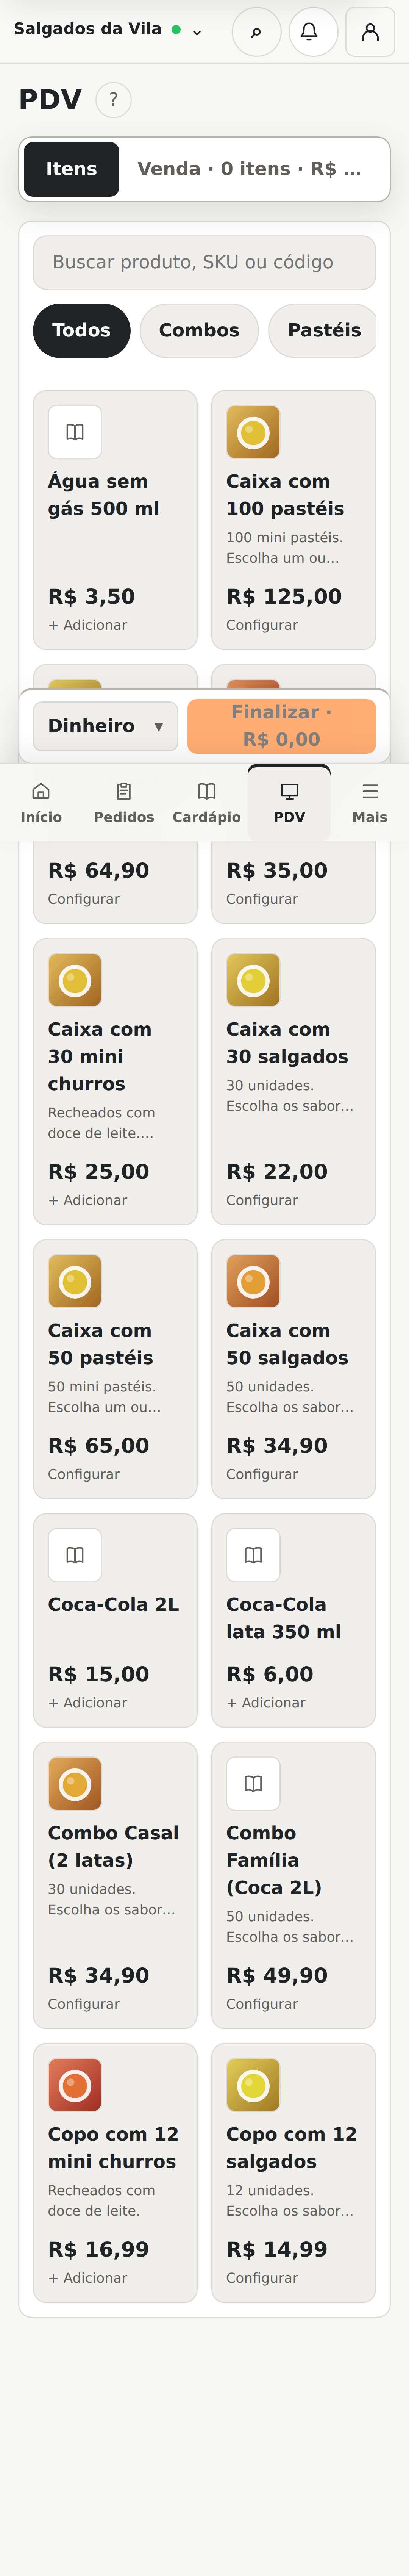 Salgados da Vila
PDV
?
Itens
Venda · 0 itens · R$ ...
Buscar produto, SKU ou código
Todos
Combos
Pastéis
Água sem
gás 500 ml
R$ 3,50
+ Adicionar
Caixa com
100 pastéis
100 mini pastéis.
Escolha um ou...
R$ 125,00
Configurar
Dinheiro
Finalizar ·
R$ 0,00
Início
Pedidos
Cardápio
PDV
Mais
R$ 64,90
Configurar
R$ 35,00
Configurar
Caixa com
30 mini
churros
Recheados com
doce de leite....
R$ 25,00
+ Adicionar
Caixa com
30 salgados
30 unidades.
Escolha os sabor...
R$ 22,00
Configurar
Caixa com
50 pastéis
50 mini pastéis.
Escolha um ou...
R$ 65,00
Configurar
Caixa com
50 salgados
50 unidades.
Escolha os sabor...
R$ 34,90
Configurar
Coca-Cola 2L
R$ 15,00
+ Adicionar
Coca-Cola
lata 350 ml
R$ 6,00
+ Adicionar
Combo Casal
(2 latas)
30 unidades.
Escolha os sabor...
R$ 34,90
Configurar
Combo
Família
(Coca 2L)
50 unidades.
Escolha os sabor...
R$ 49,90
Configurar
Copo com 12
mini churros
Recheados com
doce de leite.
R$ 16,99
+ Adicionar
Copo com 12
salgados
12 unidades.
Escolha os sabor...
R$ 14,99
Configurar